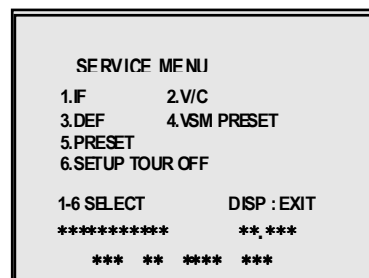 SERVICE MENU
1.IF 2.V/C
3.DEF 4.VSM PRESET
5.PRESET
6.SETUP TOUR OFF
1-6 SELECT DISP : EXIT
*********** **.***
*** ** **** ***